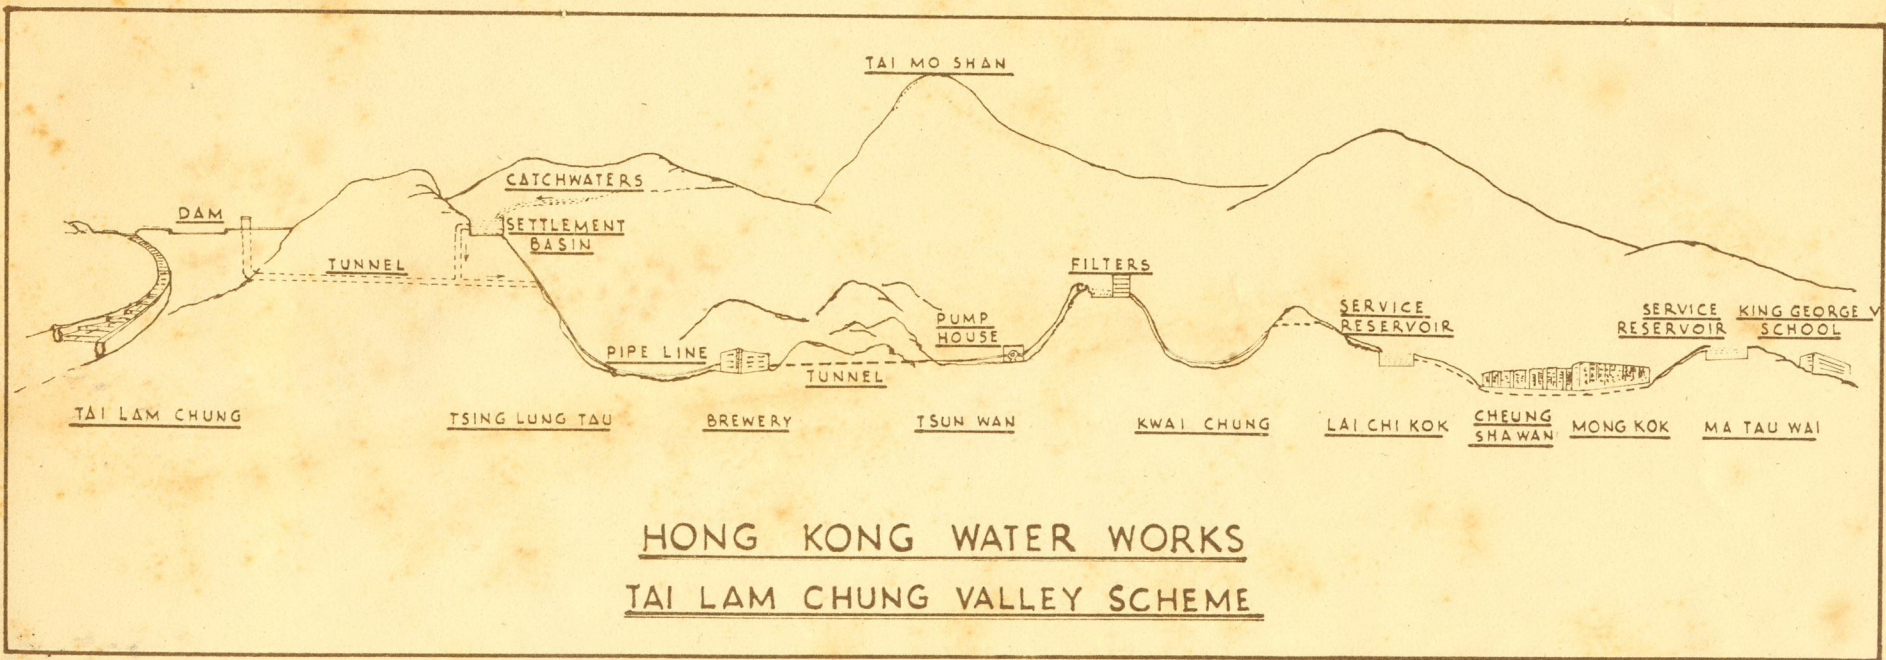 TAI MO SHAN
CATCHWATERS
DAM
SETTLEMENT
BASIN
TUNNEL
FILTERS
PUMP
HOUSE
SERVICE
RESERVOIR
SERVICE
RESERVOIR
KING GEORGE V
SCHOOL
PIPE LINE
TUNNEL
TAI LAM CHUNG
TSING LUNG TAU
BREWERY
TSUN WAN
KWAI CHUNG
LAI CHI KOK
CHEUNG
SHA WAN
MONG KOK
MA TAU WAI
HONG KONG WATER WORKS
TAI LAM CHUNG VALLEY SCHEME